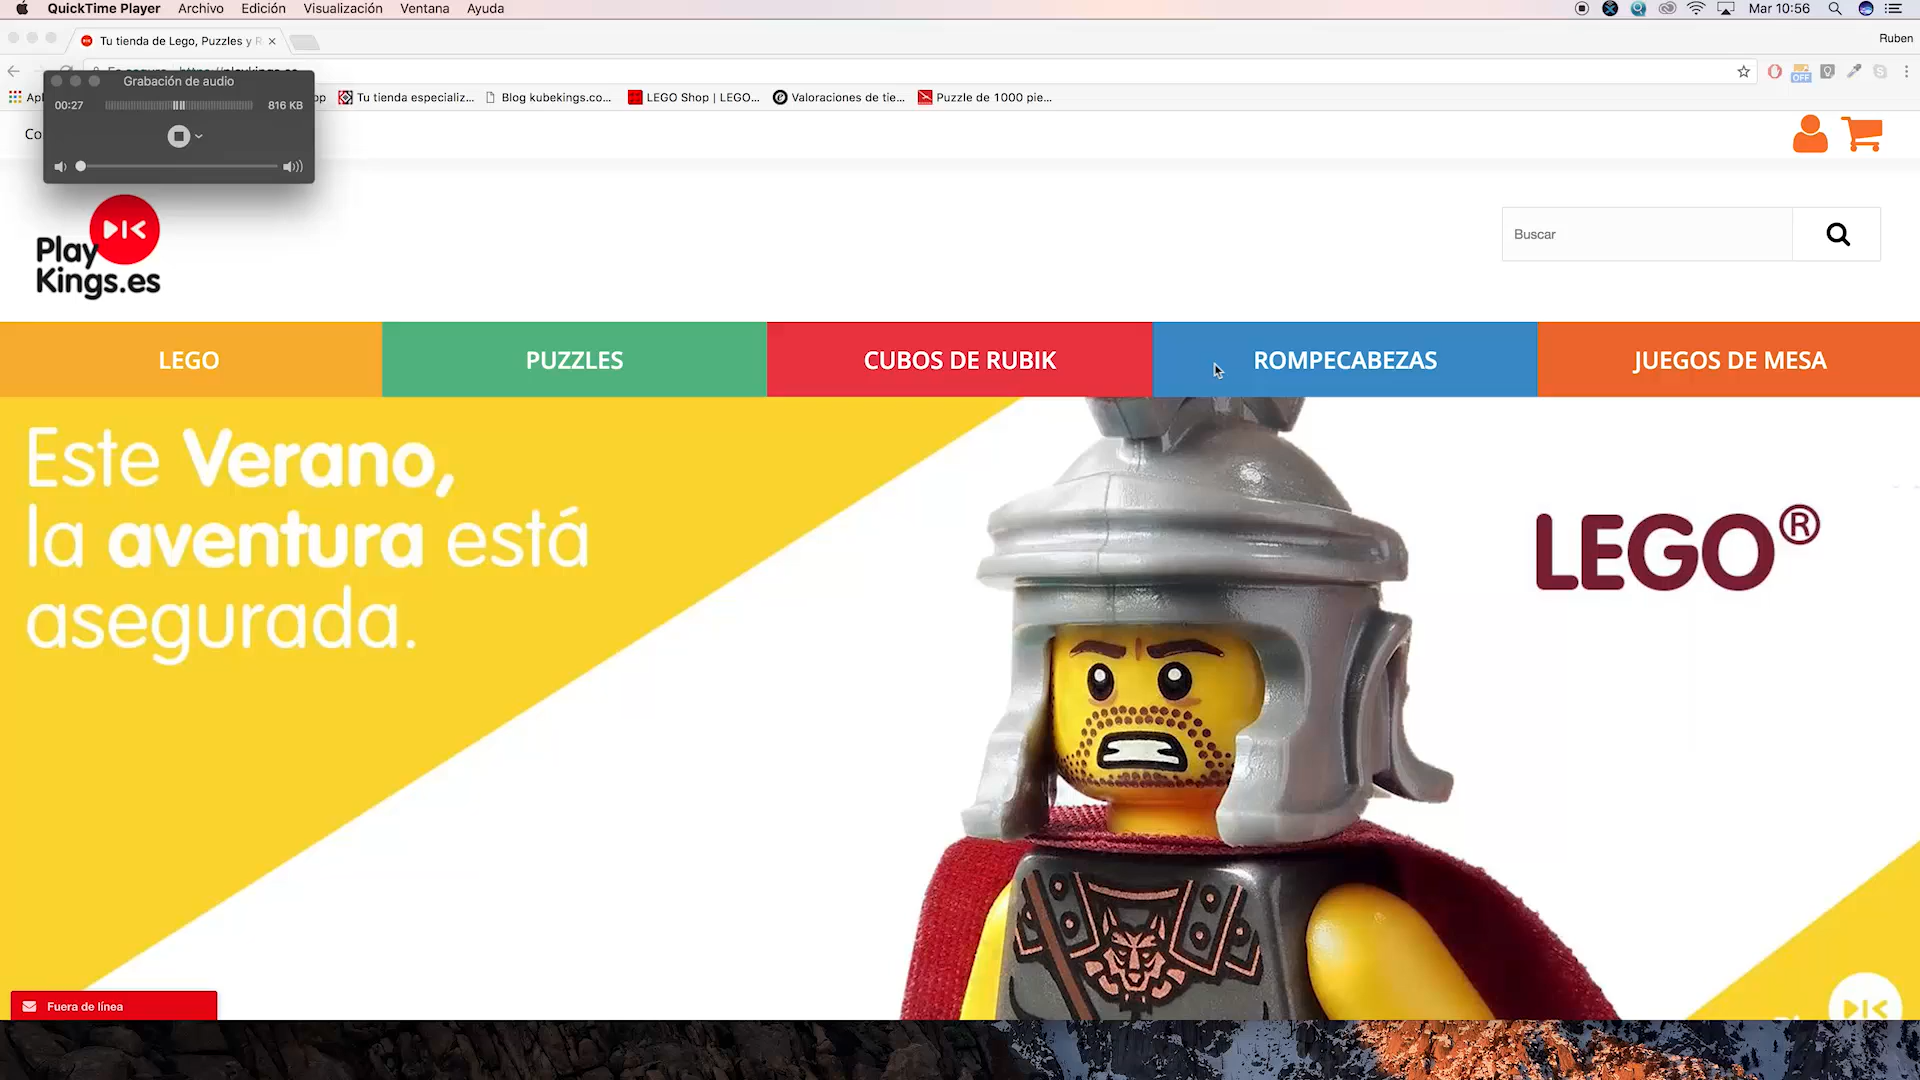 QuickTime Player Archivo Edición Visualización Ventana Ayuda Mar 10:56
Tu tienda de Lego, Puzzles y R
Ruben
Grabación de audio
00:27 816 KB
OFF
Tu tienda especializ... Blog kubekings.co... LEGO Shop | LEGO... Valoraciones de tie... Puzzle de 1000 pie...
Co
Play
Kings.es
Buscar
LEGO PUZZLES CUBOS DE RUBIK ROMPECABEZAS JUEGOS DE MESA
Este Verano,
la aventura está
asegurada.
LEGO®
Fuera de línea